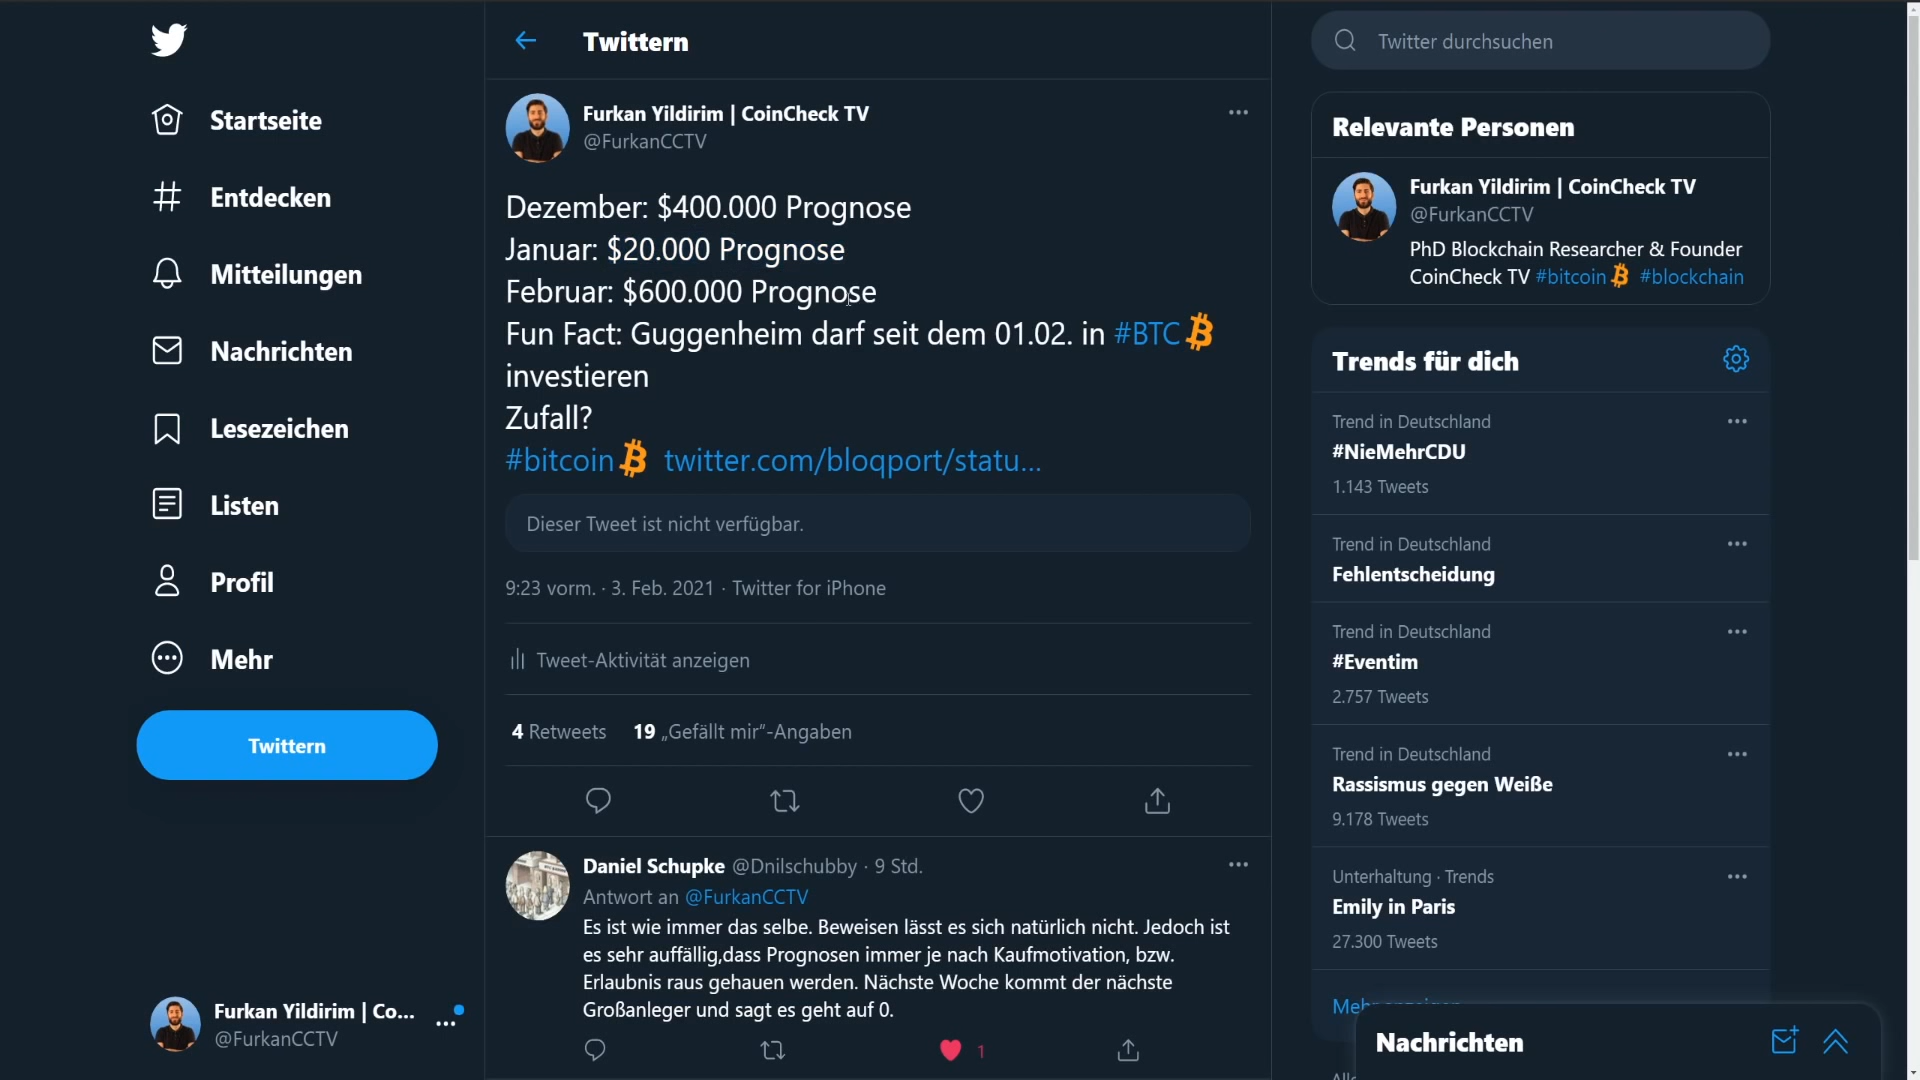 Startseite
Entdecken
Mitteilungen
Nachrichten
Lesezeichen
Listen
Profil
Mehr
Twittern
Furkan Yildirim | Co...
@FurkanCCTV
Twittern
Furkan Yildirim | CoinCheck TV
@FurkanCCTV
Dezember: $400.000 Prognose
Januar: $20.000 Prognose
Februar: $600.000 Prognose
Fun Fact: Guggenheim darf seit dem 01.02. in #BTC
investieren
Zufall?
#bitcoin twitter.com/bloqport/statu...
Dieser Tweet ist nicht verfügbar.
9:23 vorm. · 3. Feb. 2021 · Twitter for iPhone
Tweet-Aktivität anzeigen
4 Retweets 19 „Gefällt mir"-Angaben
Daniel Schupke @Dnilschubby · 9 Std.
Antwort an @FurkanCCTV
Es ist wie immer das selbe. Beweisen lässt es sich natürlich nicht. Jedoch ist
es sehr auffällig,dass Prognosen immer je nach Kaufmotivation, bzw.
Erlaubnis raus gehauen werden. Nächste Woche kommt der nächste
Großanleger und sagt es geht auf 0.
1
Twitter durchsuchen
Relevante Personen
Furkan Yildirim | CoinCheck TV
@FurkanCCTV
PhD Blockchain Researcher & Founder
CoinCheck TV #bitcoin #blockchain
Trends für dich
Trend in Deutschland
#NieMehrCDU
1.143 Tweets
Trend in Deutschland
Fehlentscheidung
Trend in Deutschland
#Eventim
2.757 Tweets
Trend in Deutschland
Rassismus gegen Weiße
9.178 Tweets
Unterhaltung · Trends
Emily in Paris
27.300 Tweets
Mehr anzeigen
Nachrichten